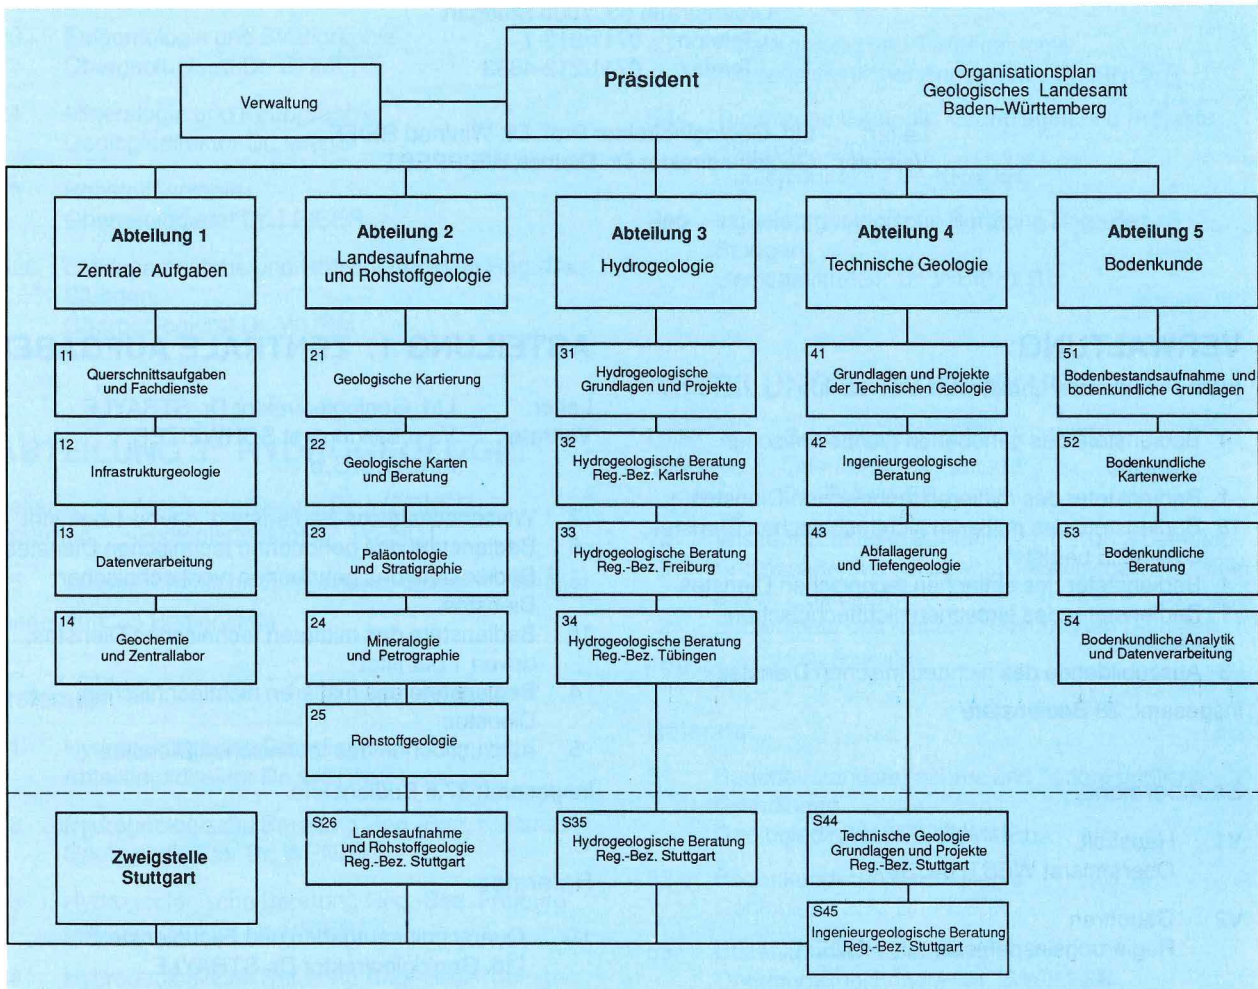 Präsident
Verwaltung
Organisationsplan
Geologisches Landesamt
Baden–Württemberg
Abteilung 1
Zentrale Aufgaben
Abteilung 2
Landesaufnahme
und Rohstoffgeologie
Abteilung 3
Hydrogeologie
Abteilung 4
Technische Geologie
Abteilung 5
Bodenkunde
11
Querschnittsaufgaben
und Fachdienste
21
Geologische Kartierung
31
Hydrogeologische
Grundlagen und Projekte
41
Grundlagen und Projekte
der Technischen Geologie
51
Bodenbestandsaufnahme und
bodenkundliche Grundlagen
12
Infrastrukturgeologie
22
Geologische Karten
und Beratung
32
Hydrogeologische Beratung
Reg.-Bez. Karlsruhe
42
Ingenieurgeologische
Beratung
52
Bodenkundliche
Kartenwerke
13
Datenverarbeitung
23
Paläontologie
und Stratigraphie
33
Hydrogeologische Beratung
Reg.-Bez. Freiburg
43
Abfallagerung
und Tiefengeologie
53
Bodenkundliche
Beratung
14
Geochemie
und Zentrallabor
24
Mineralogie
und Petrographie
34
Hydrogeologische Beratung
Reg.-Bez. Tübingen
54
Bodenkundliche Analytik
und Datenverarbeitung
25
Rohstoffgeologie
Zweigstelle
Stuttgart
S26
Landesaufnahme
und Rohstoffgeologie
Reg.-Bez. Stuttgart
S35
Hydrogeologische Beratung
Reg.-Bez. Stuttgart
S44
Technische Geologie
Grundlagen und Projekte
Reg.-Bez. Stuttgart
S45
Ingenieurgeologische Beratung
Reg.-Bez. Stuttgart